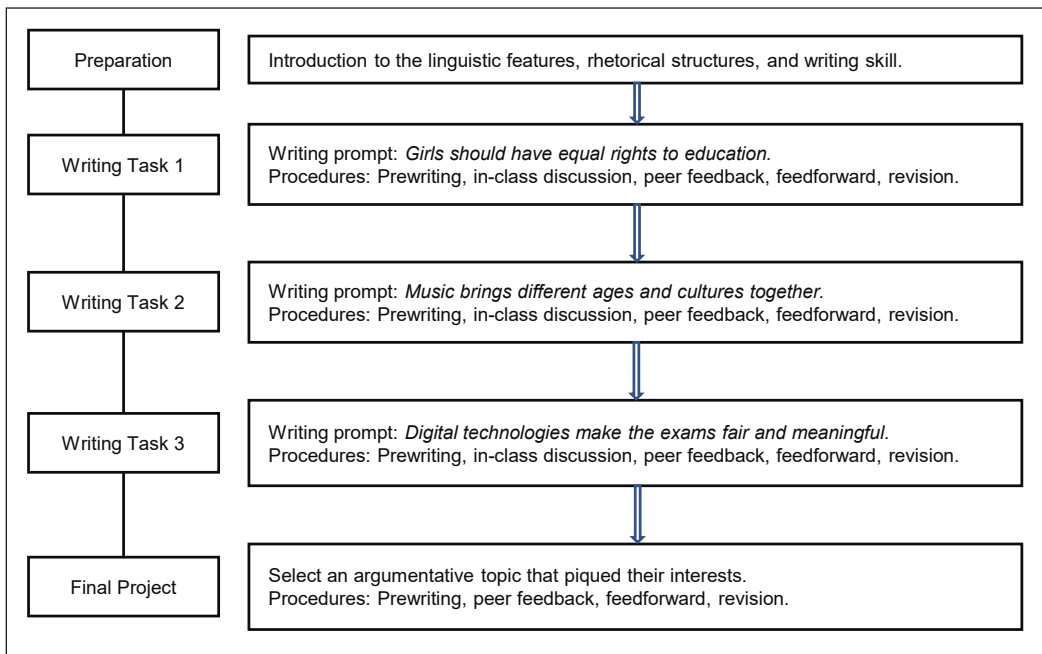 Preparation
Introduction to the linguistic features, rhetorical structures, and writing skill.
Writing Task 1
Writing prompt: Girls should have equal rights to education.
Procedures: Prewriting, in-class discussion, peer feedback, feedforward, revision.
Writing Task 2
Writing prompt: Music brings different ages and cultures together.
Procedures: Prewriting, in-class discussion, peer feedback, feedforward, revision.
Writing Task 3
Writing prompt: Digital technologies make the exams fair and meaningful.
Procedures: Prewriting, in-class discussion, peer feedback, feedforward, revision.
Final Project
Select an argumentative topic that piqued their interests.
Procedures: Prewriting, peer feedback, feedforward, revision.